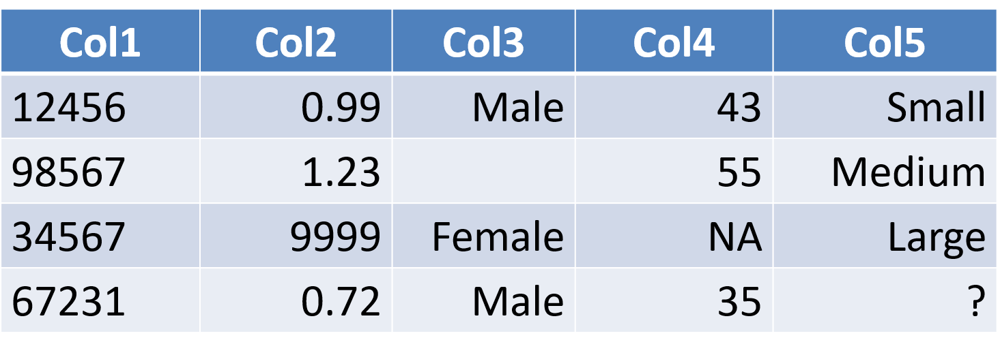 Col1 Col2 Col3 Col4 Col5
12456 0.99 Male 43 Small
98567 1.23 55 Medium
34567 9999 Female NA Large
67231 0.72 Male 35 ?